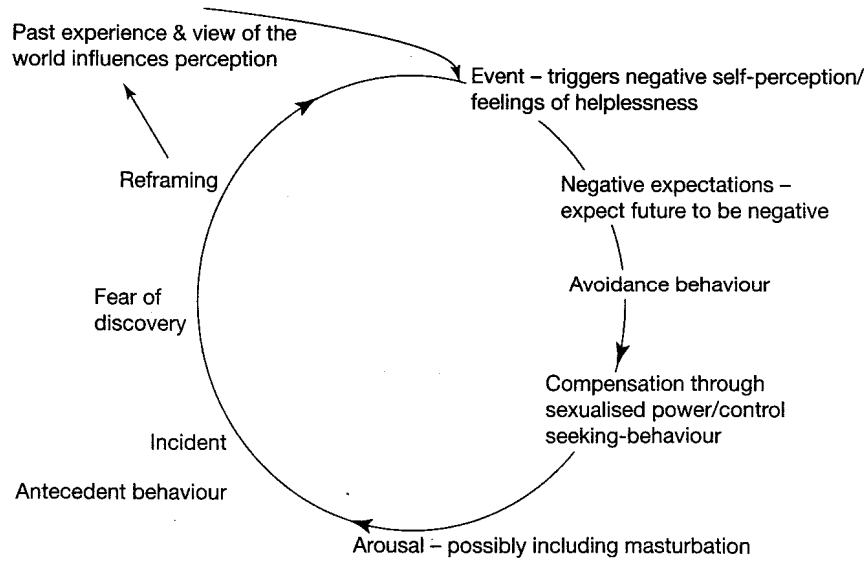 Past experience & view of the
world influences perception
Event – triggers negative self-perception/
feelings of helplessness
Negative expectations –
expect future to be negative
Avoidance behaviour
Compensation through
sexualised power/control
seeking-behaviour
Arousal – possibly including masturbation
Antecedent behaviour
Incident
Fear of
discovery
Reframing